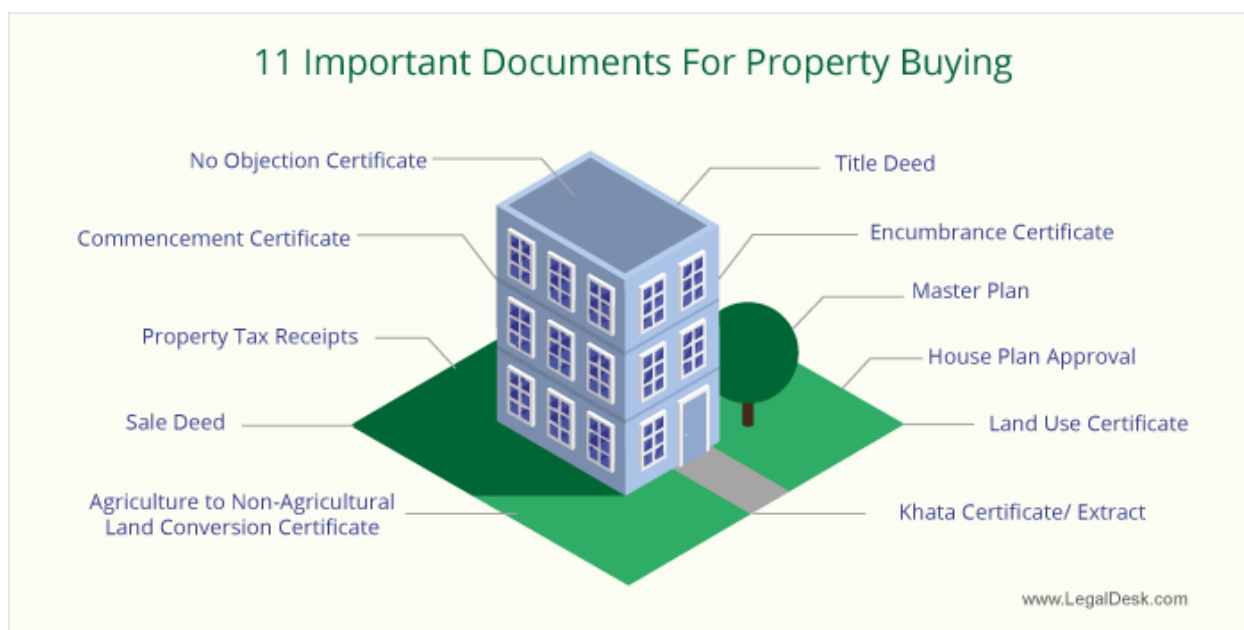 11 Important Documents For Property Buying
No Objection Certificate
Title Deed
Commencement Certificate
Encumbrance Certificate
Master Plan
Property Tax Receipts
House Plan Approval
Sale Deed
Land Use Certificate
Agriculture to Non-Agricultural
Land Conversion Certificate
Khata Certificate/ Extract
www.LegalDesk.com